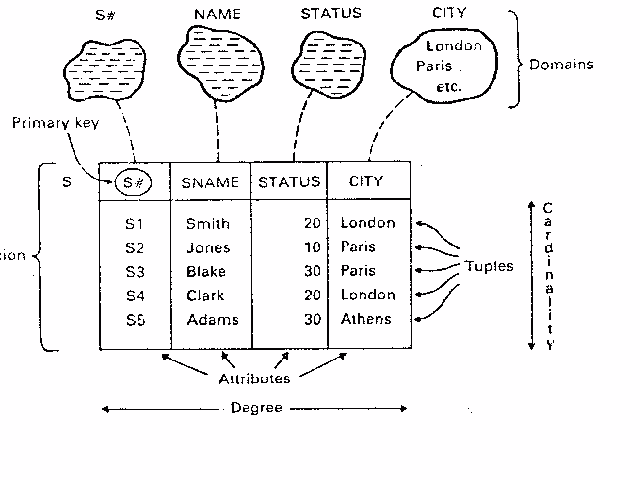 S# NAME STATUS CITY
London
Paris
etc.
Domains
Primary key
S S# SNAME STATUS CITY
S1 Smith 20 London
S2 Jones 10 Paris
S3 Blake 30 Paris
S4 Clark 20 London
S5 Adams 30 Athens
Tuples
Cardinality
Attributes
Degree